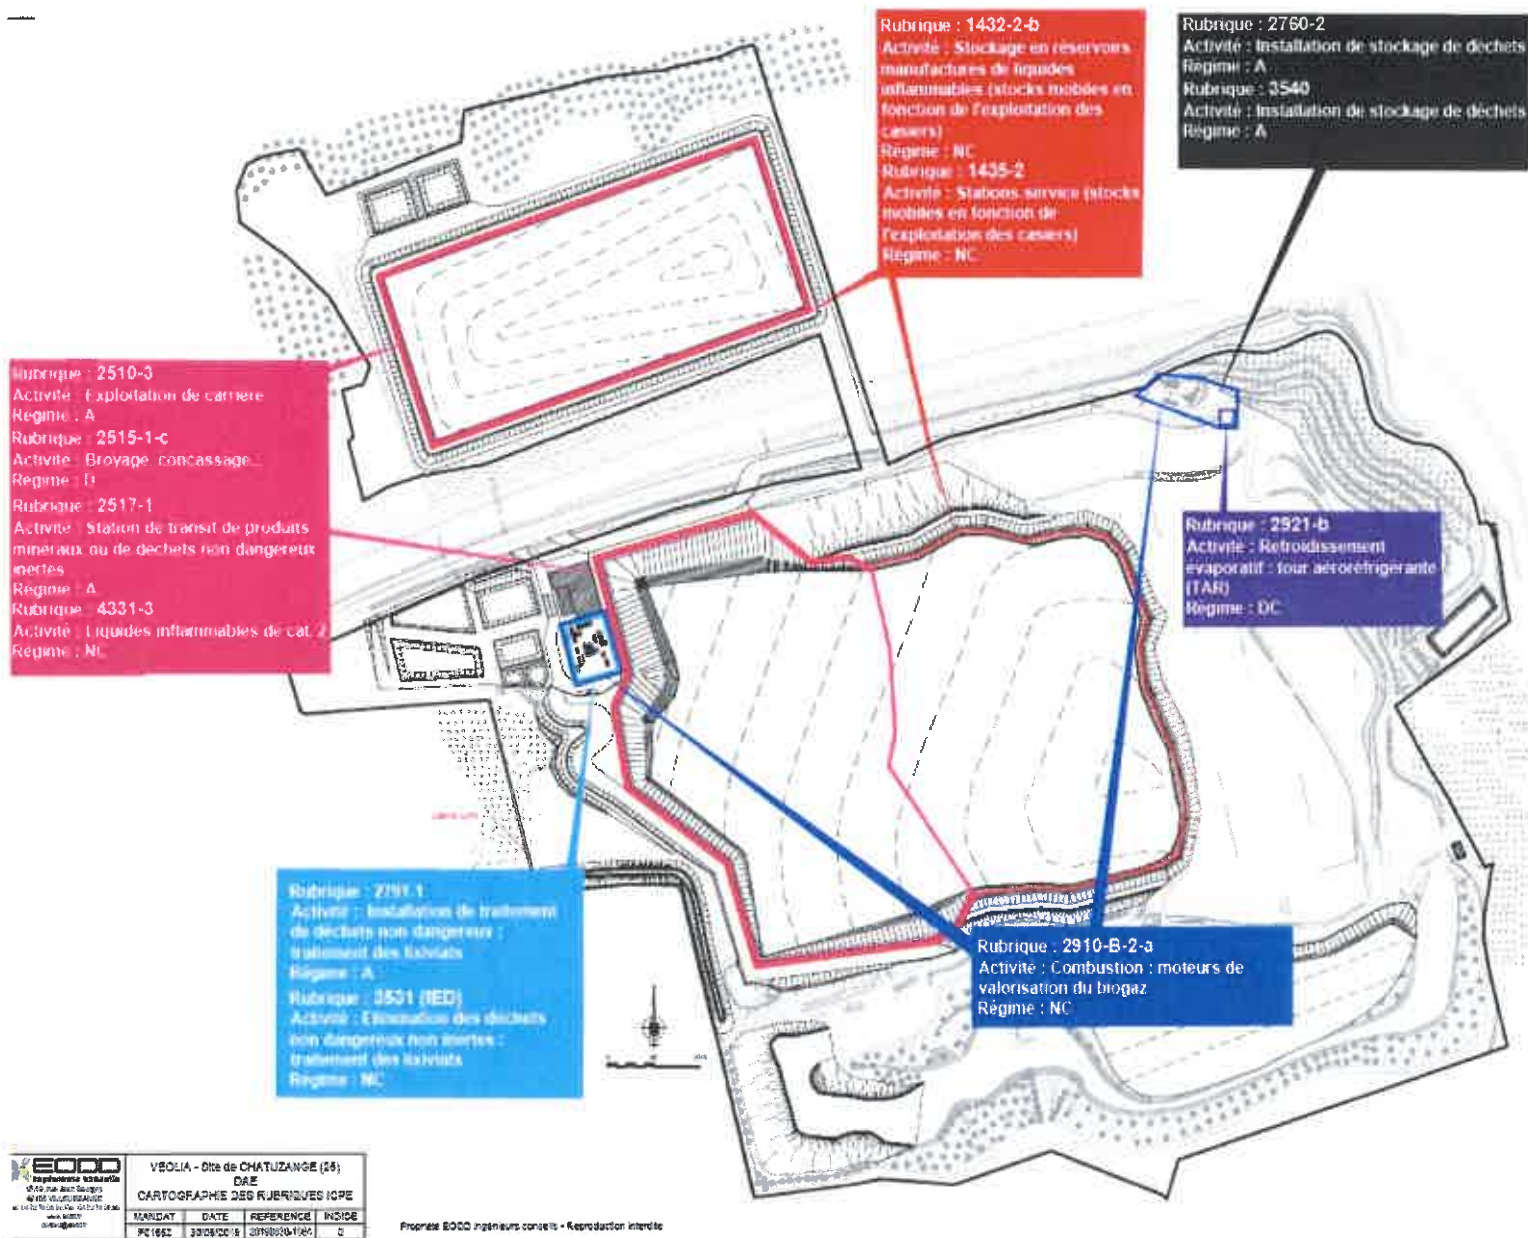 Rubrique : 1432-2-b
Activité : Stockage en réservoirs
manufacturés de liquides
inflammables (stocks mobiles en
fonction de l'exploitation des
casiers)
Régime : NC
Rubrique : 1435-2
Activité : Stations service (stocks
mobiles en fonction de
l'exploitation des casiers)
Régime : NC
Rubrique : 2760-2
Activité : Installation de stockage de déchets
Régime : A
Rubrique : 3540
Activité : Installation de stockage de déchets
Régime : A
Rubrique : 2510-3
Activité : Exploitation de carrière
Régime : A
Rubrique : 2515-1-c
Activité : Broyage, concassage...
Régime : D
Rubrique : 2517-1
Activité : Station de transit de produits
minéraux ou de déchets non dangereux
inertes
Régime : A
Rubrique : 4331-3
Activité : Liquides inflammables de cat. 2
Régime : NC
Rubrique : 2921-b
Activité : Refroidissement
évaporatif : tour aéroréfrigérante
(TAR)
Régime : DC
Rubrique : 2791.1
Activité : Installation de traitement
de déchets non dangereux :
traitement des lixiviats
Régime : A
Rubrique : 3531 (IED)
Activité : Elimination des déchets
non dangereux non inertes :
traitement des lixiviats
Régime : NC
Rubrique : 2910-B-2-a
Activité : Combustion : moteurs de
valorisation du biogaz
Régime : NC
EODD
ingénieurs conseils
VEOLIA - Site de CHATUZANGE (26)
DAE
CARTOGRAPHIE DES RUBRIQUES ICPE
MANDAT DATE REFERENCE INDICE
Propriété EODD ingénieurs conseils - Reproduction interdite